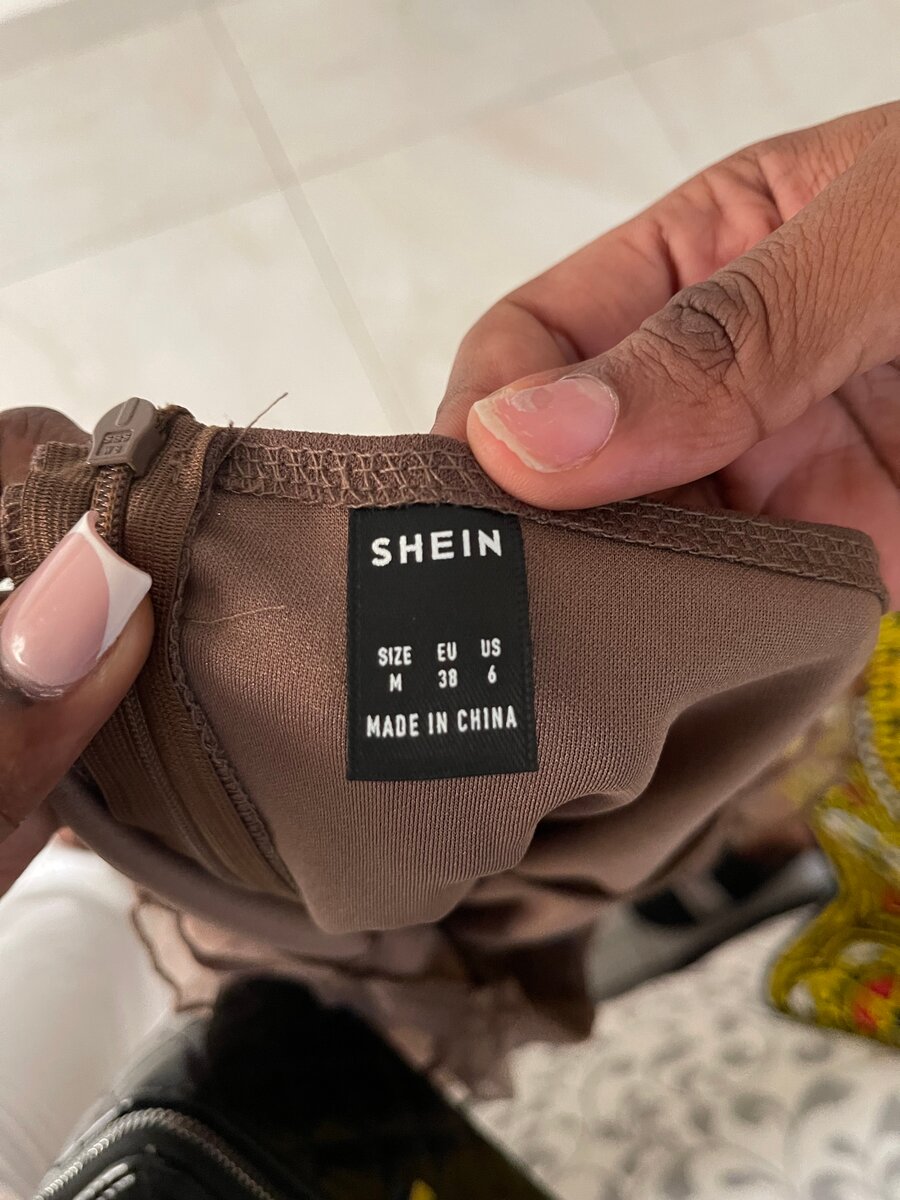 SHEIN
SIZE EU US
M 38 6
MADE IN CHINA